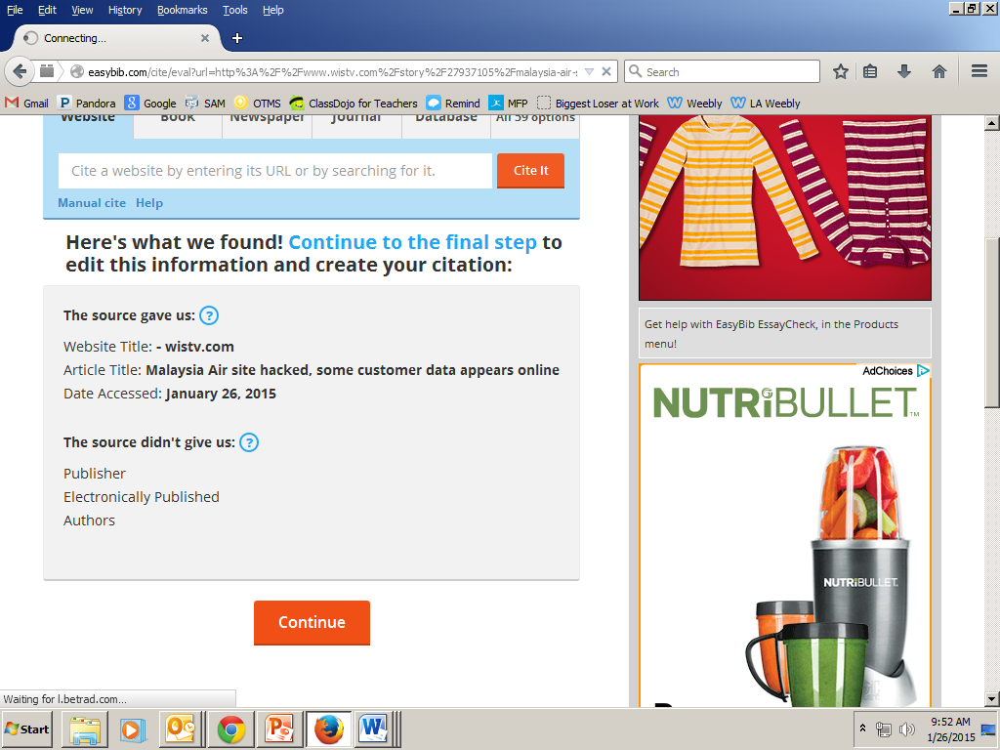 File Edit View History Bookmarks Tools Help
Connecting...
easybib.com/cite/eval?url=http%3A%2F%2Fwww.wistv.com%2Fstory%2F27937105%2Fmalaysia-air-s
Search
Gmail Pandora Google SAM OTMS ClassDojo for Teachers Remind MFP Biggest Loser at Work Weebly LA Weebly
Website Book Newspaper Journal Database All 59 options
Cite a website by entering its URL or by searching for it. Cite It
Manual cite Help
Here's what we found! Continue to the final step to
edit this information and create your citation:
The source gave us: ?
Website Title: - wistv.com
Article Title: Malaysia Air site hacked, some customer data appears online
Date Accessed: January 26, 2015
The source didn't give us: ?
Publisher
Electronically Published
Authors
Continue
Get help with EasyBib EssayCheck, in the Products
menu!
AdChoices
NUTRiBULLET™
NUTRiBULLET
Waiting for l.betrad.com...
Start
9:52 AM
1/26/2015